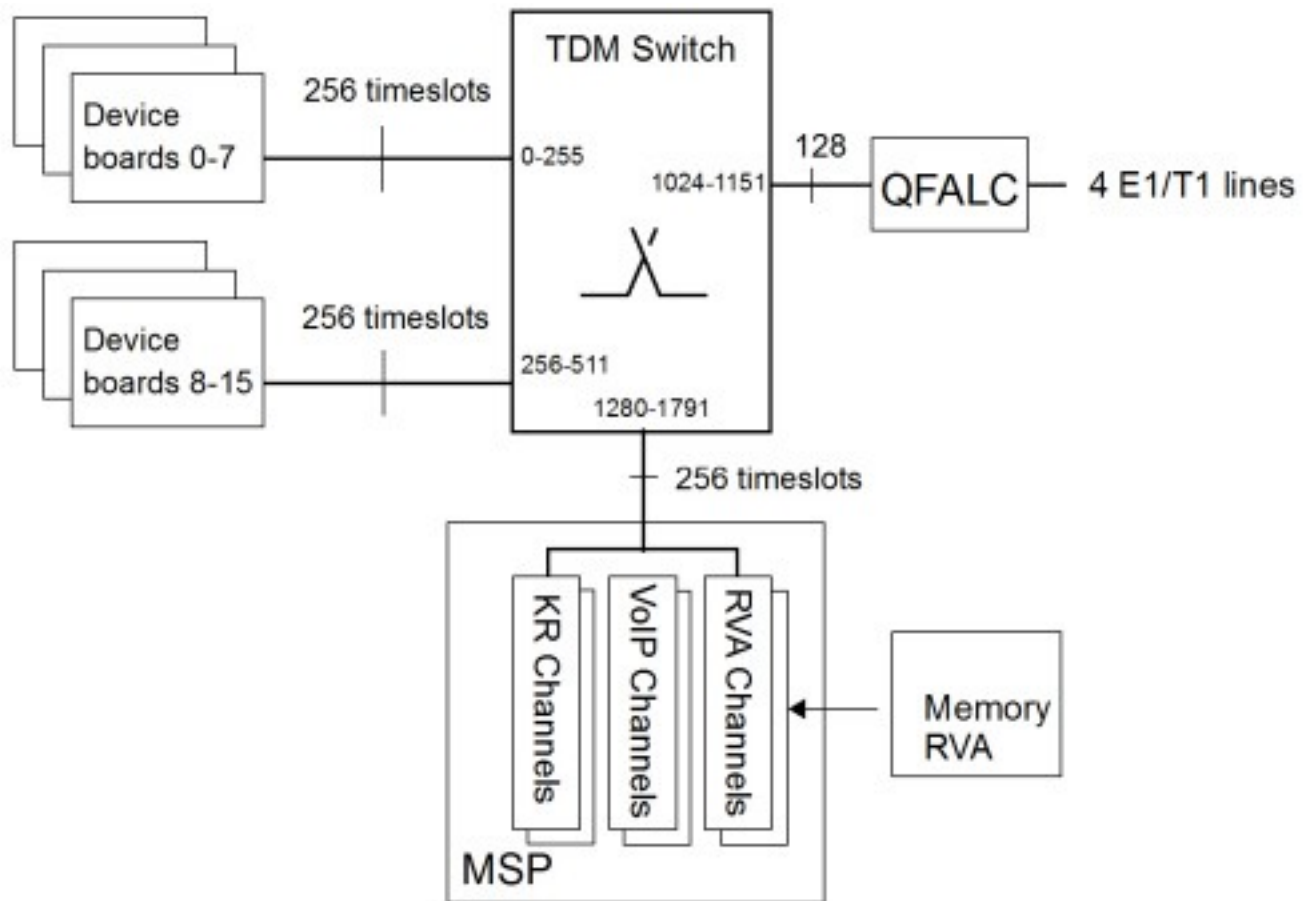 TDM Switch
Device
boards 0-7
256 timeslots
0-255
1024-1151
128
QFALC
4 E1/T1 lines
Device
boards 8-15
256 timeslots
256-511
1280-1791
256 timeslots
KR Channels
VoIP Channels
RVA Channels
MSP
Memory
RVA